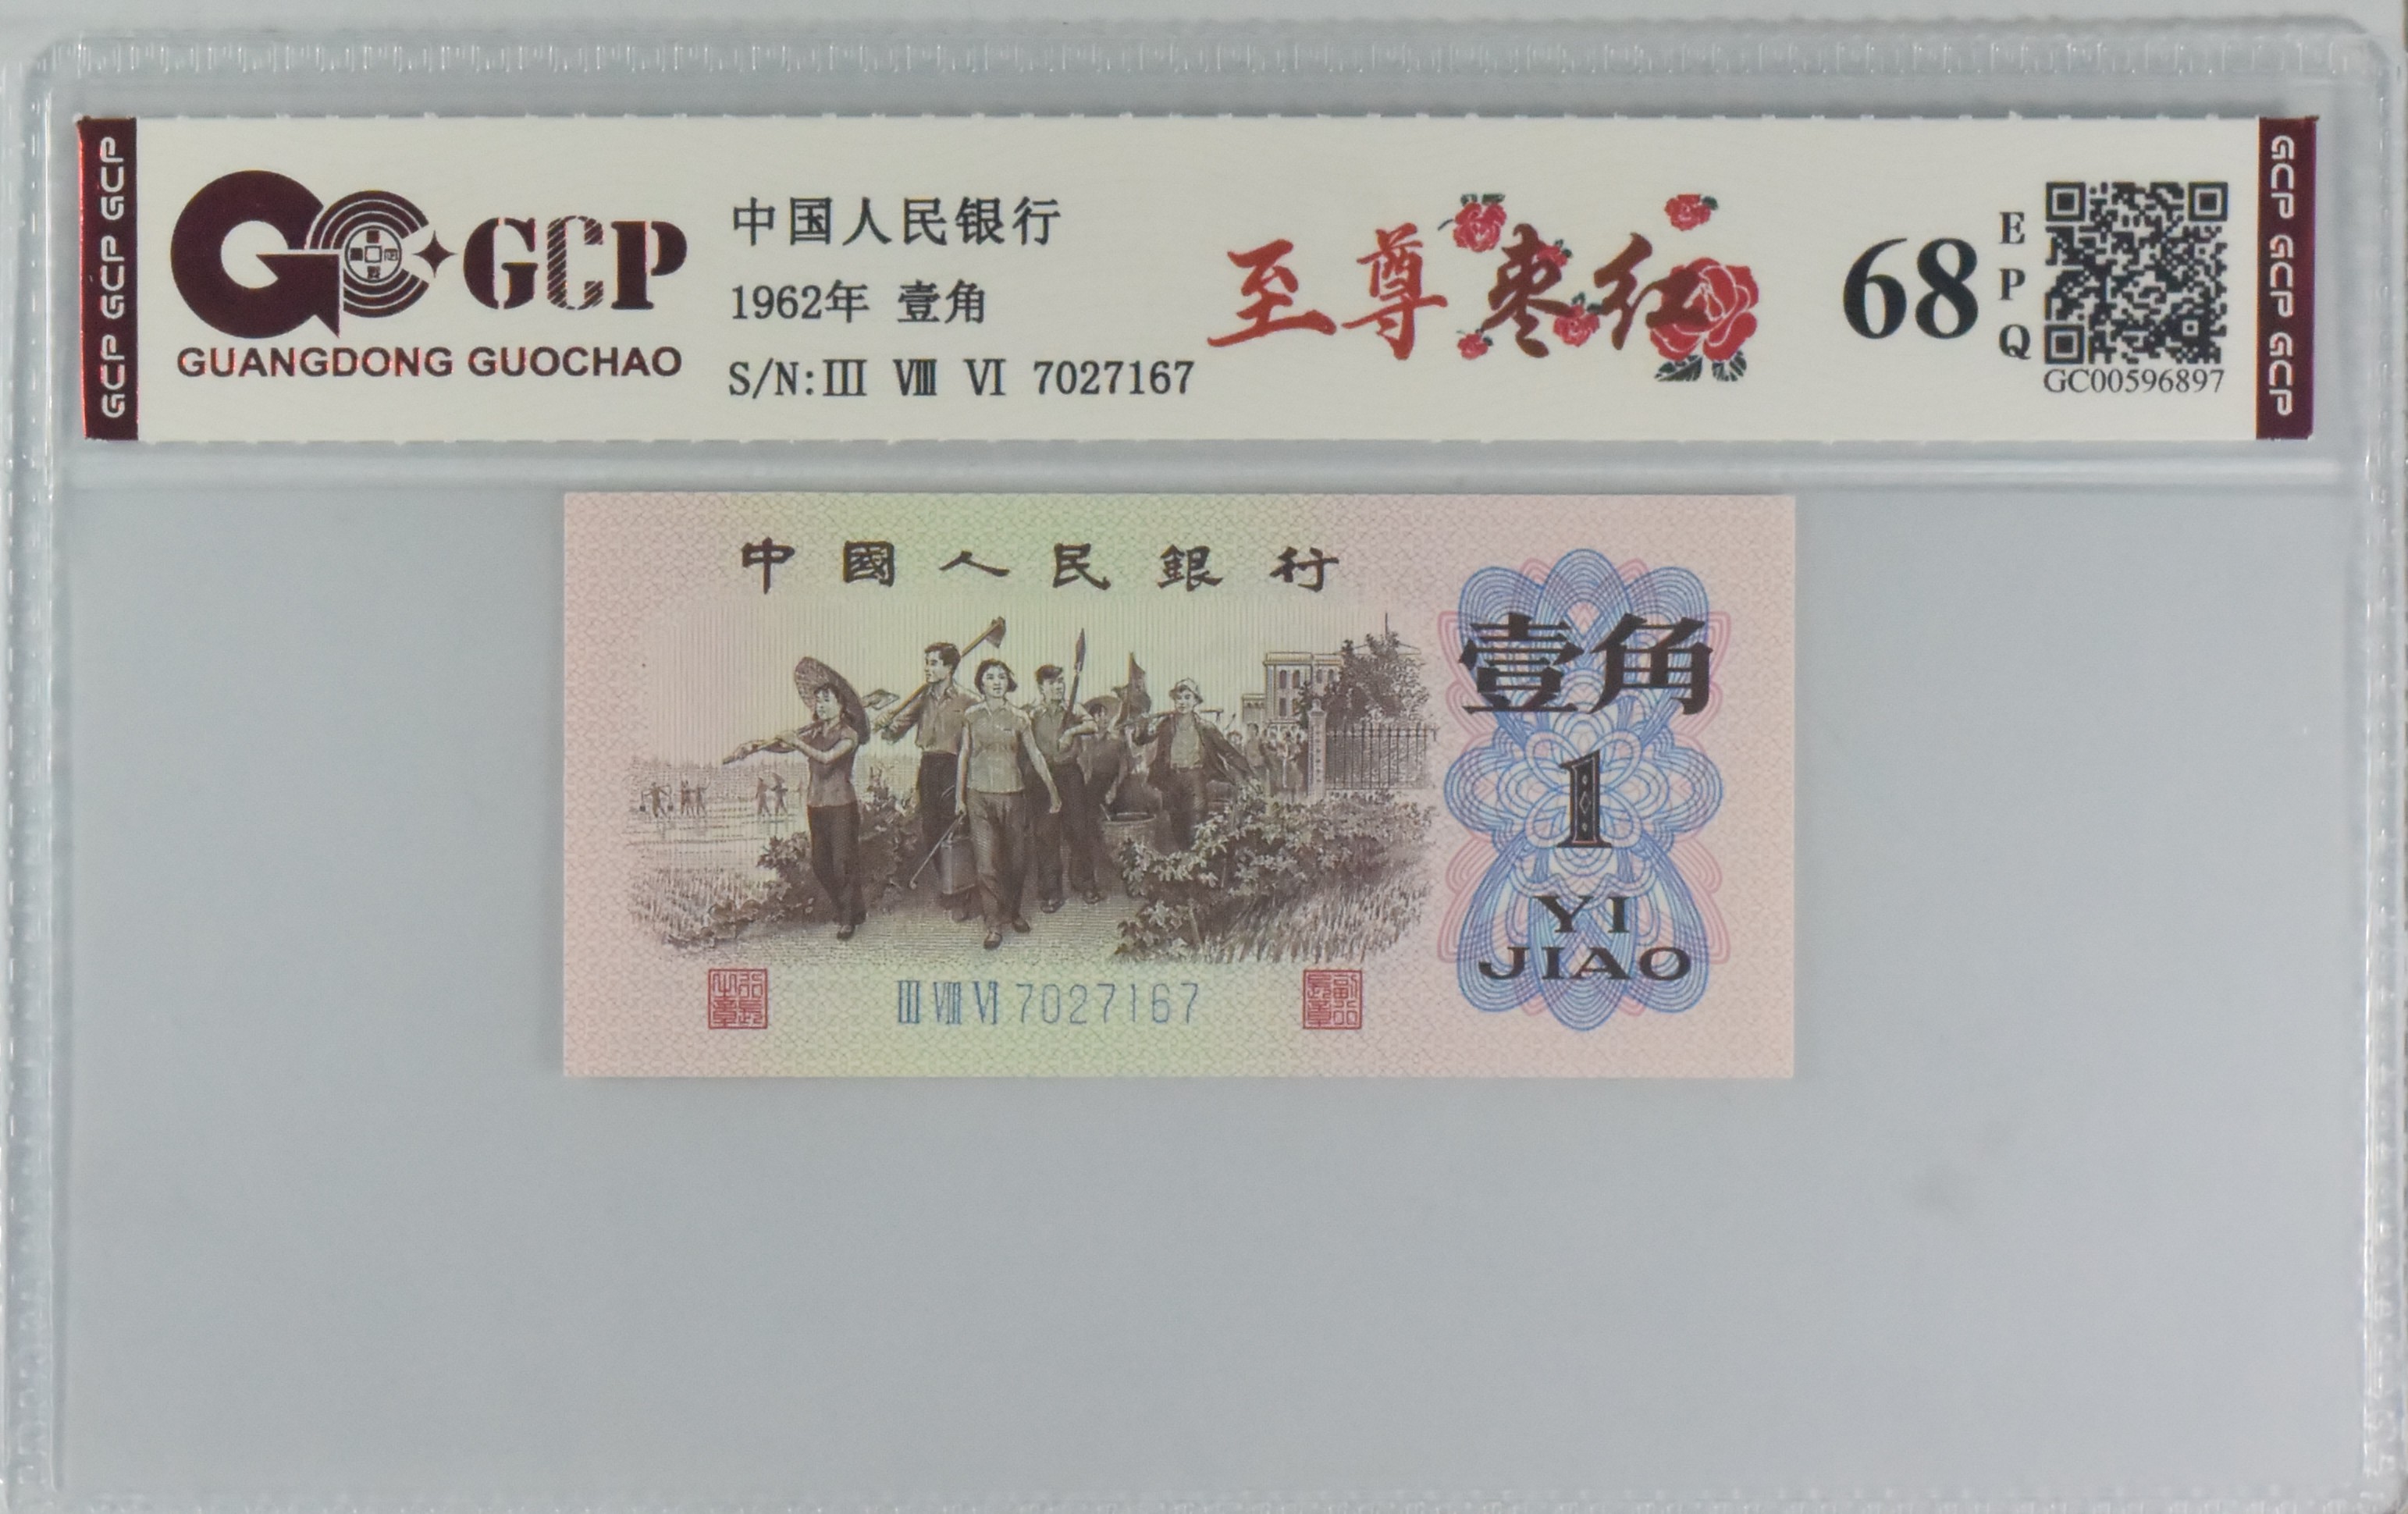 GCP GCP GCP
GCP
GUANGDONG GUOCHAO
中国人民银行
1962年 壹角
S/N:Ⅲ Ⅷ Ⅵ 7027167
至尊枣红
68
EPQ
GC00596897
GCP GCP GCP
中國人民銀行
壹角
1
YI
JIAO
Ⅲ Ⅷ Ⅵ 7027167